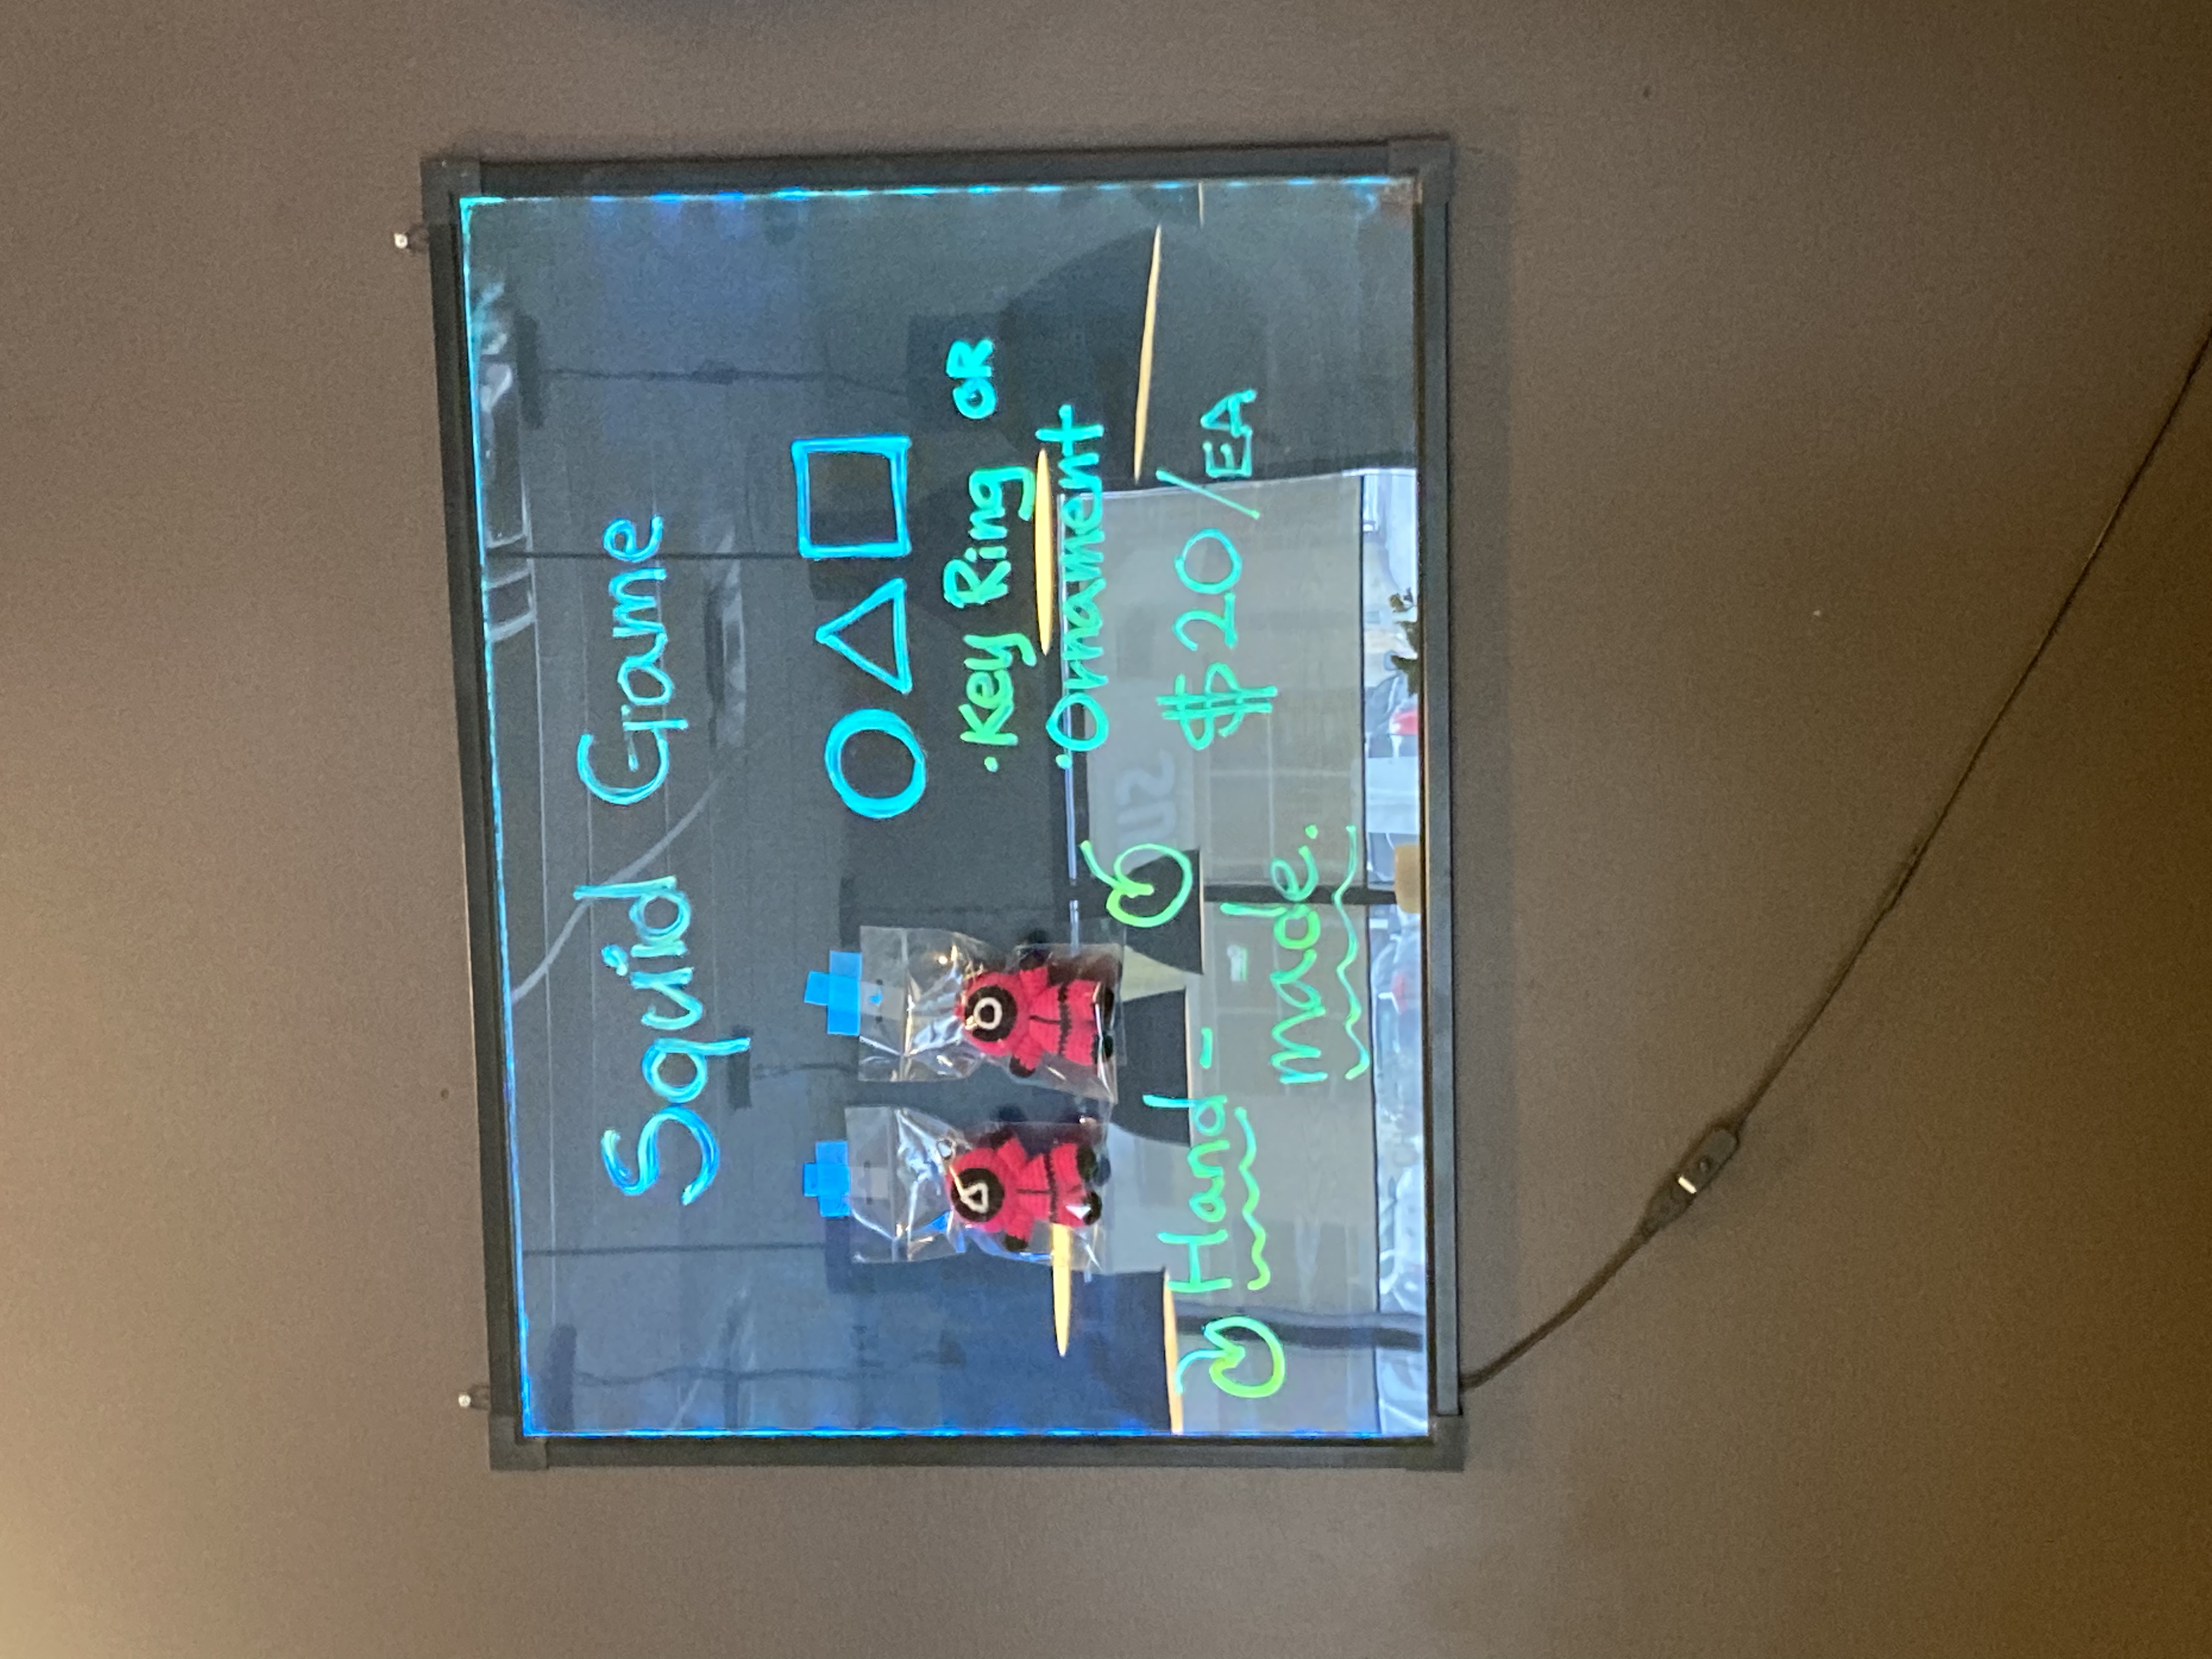 Squid Game
• Key Ring OR
• Ornament
$20/EA
Hand-
made.